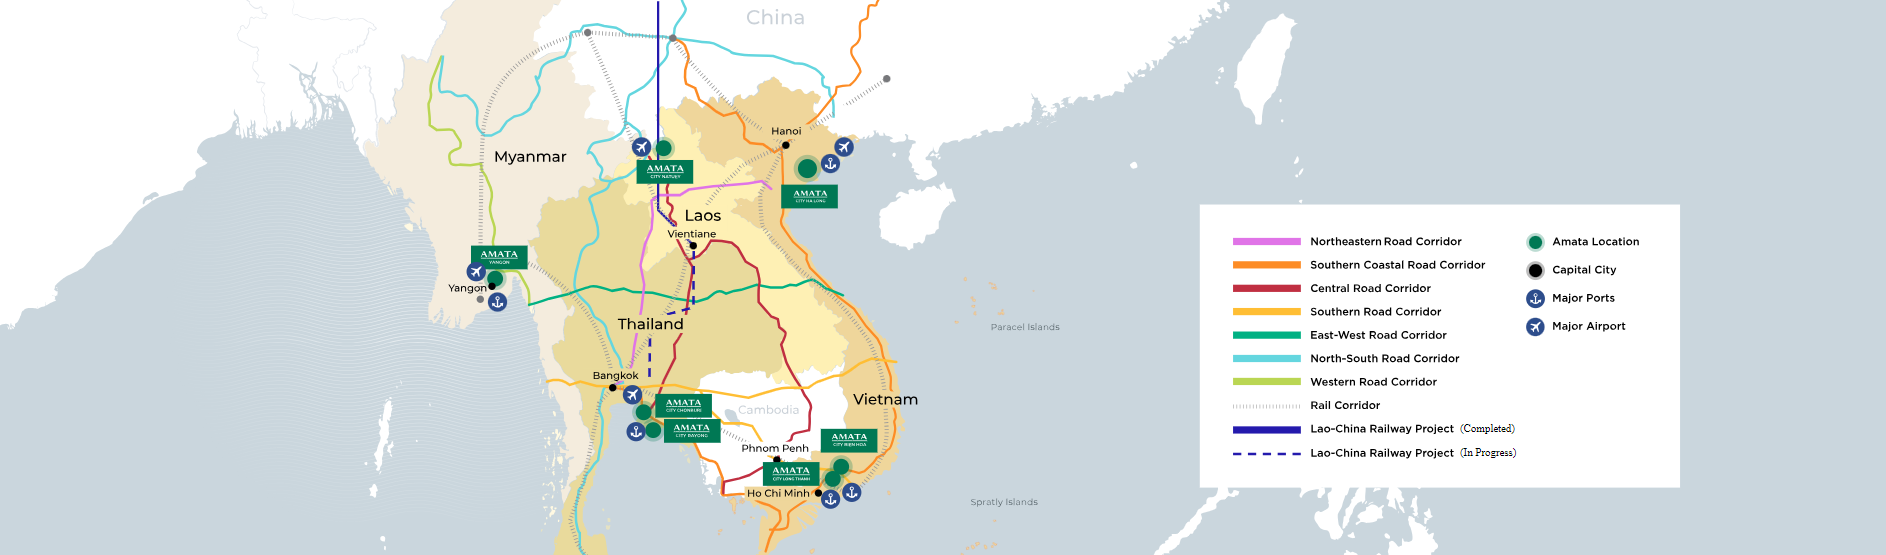 China
Hanoi
Myanmar
AMATA
CITY NATUEY
AMATA
CITY HA LONG
Laos
Vientiane
AMATA
YANGON
Yangon
Thailand
Paracel Islands
Bangkok
AMATA
CITY CHONBURI
Cambodia
Vietnam
AMATA
CITY RAYONG
AMATA
CITY BIEN HOA
Phnom Penh
AMATA
CITY LONG THANH
Ho Chi Minh
Spratly Islands
Northeastern Road Corridor
Southern Coastal Road Corridor
Central Road Corridor
Southern Road Corridor
East-West Road Corridor
North-South Road Corridor
Western Road Corridor
Rail Corridor
Lao-China Railway Project (Completed)
Lao-China Railway Project (In Progress)
Amata Location
Capital City
Major Ports
Major Airport